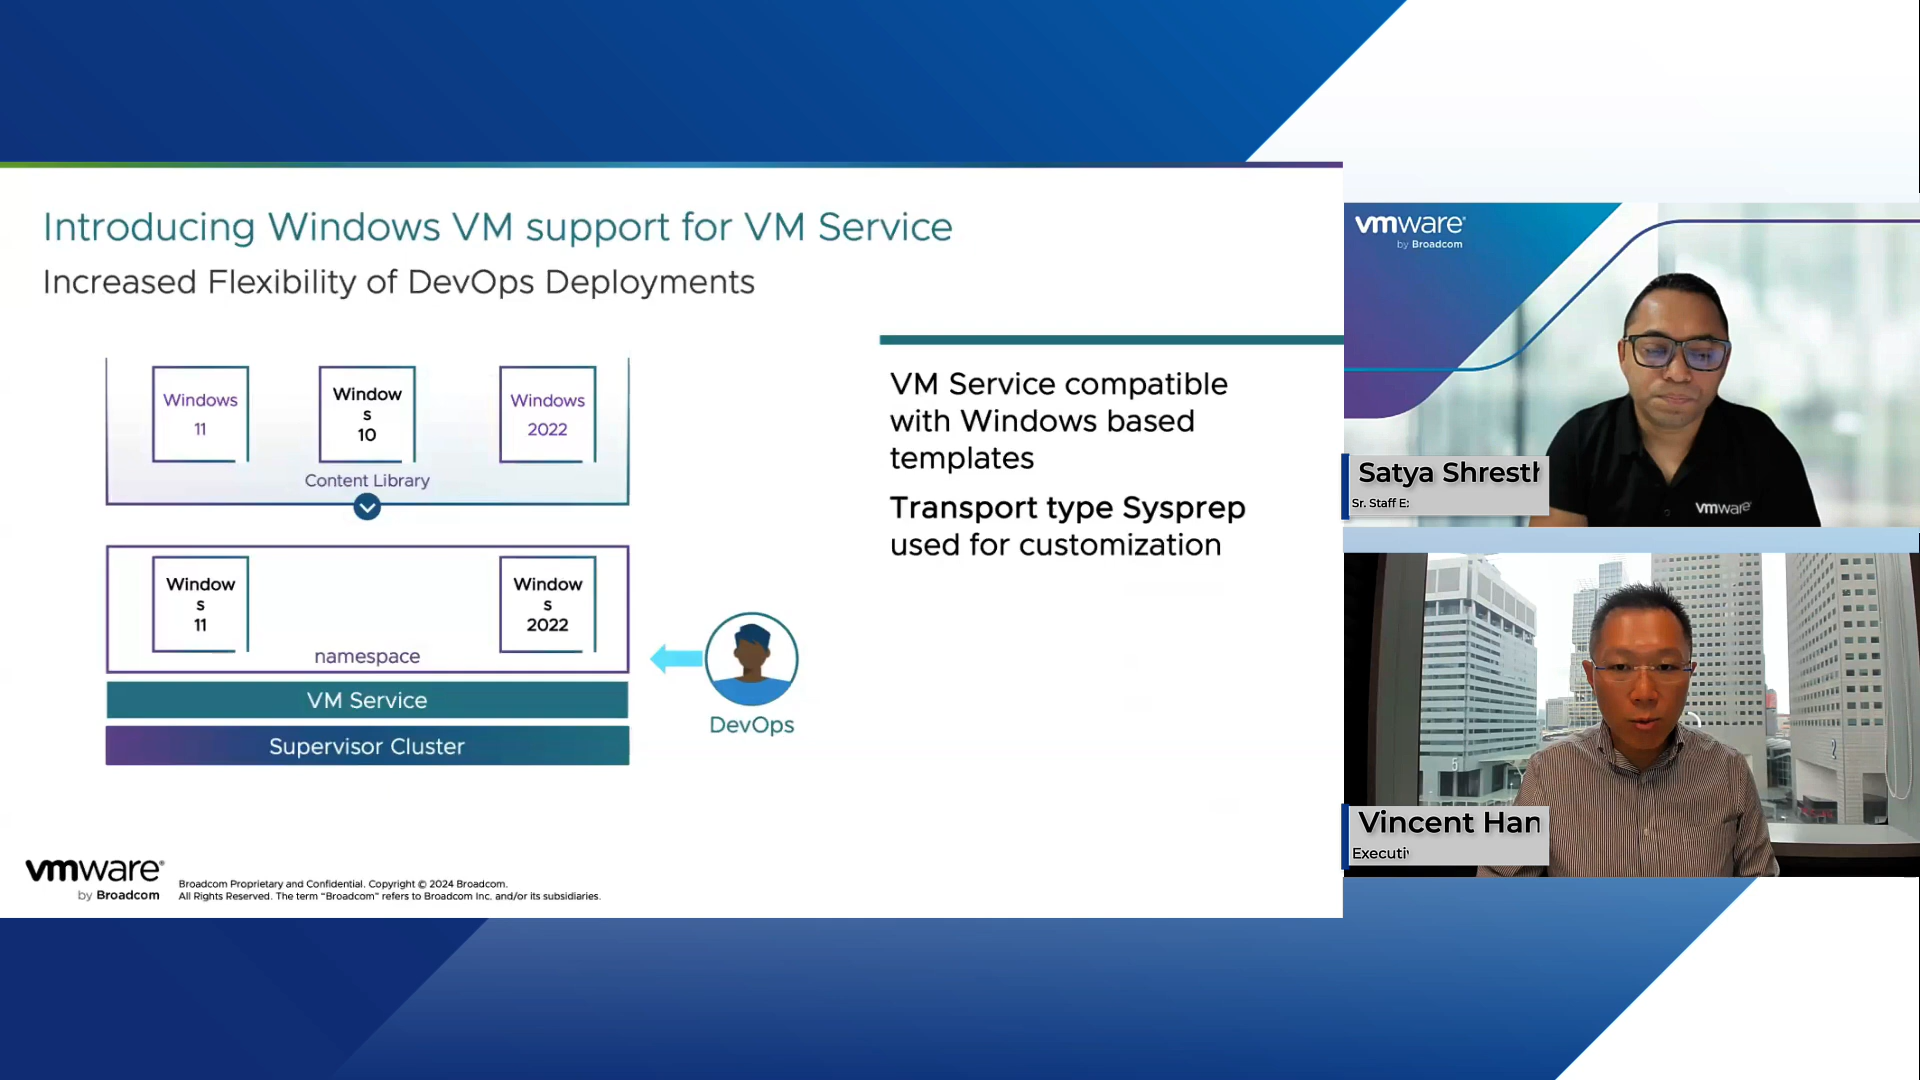 Introducing Windows VM support for VM Service
Increased Flexibility of DevOps Deployments
Windows
11
Window
s
10
Windows
2022
Content Library
Window
s
11
Window
s
2022
namespace
VM Service
Supervisor Cluster
DevOps
VM Service compatible
with Windows based
templates
Transport type Sysprep
used for customization
vmware®
by Broadcom
Broadcom Proprietary and Confidential. Copyright © 2024 Broadcom.
All Rights Reserved. The term “Broadcom” refers to Broadcom Inc. and/or its subsidiaries.
vmware®
by Broadcom
vmware®
Satya Shresth
Sr. Staff E
5
2
Vincent Han
Executi